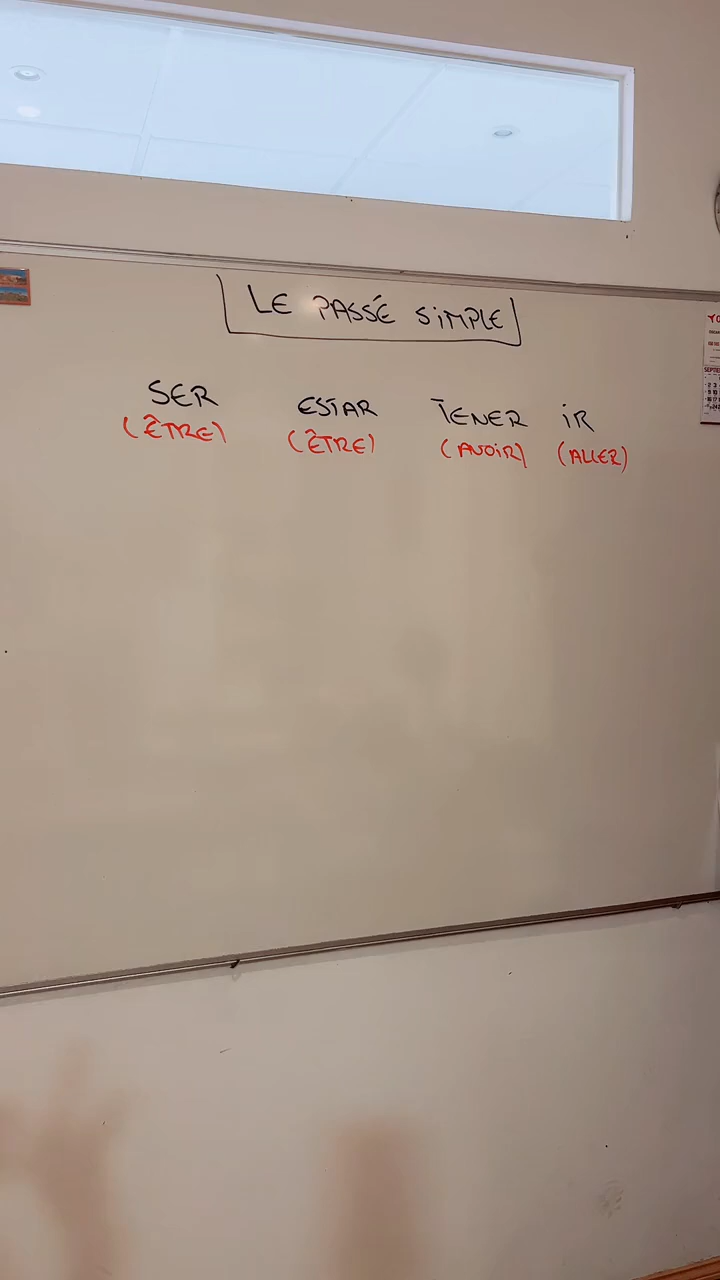 LE PASSÉ SIMPLE
SER ESTAR TENER iR
(ÊTRE) (ÊTRE) (AVOIR) (ALLER)